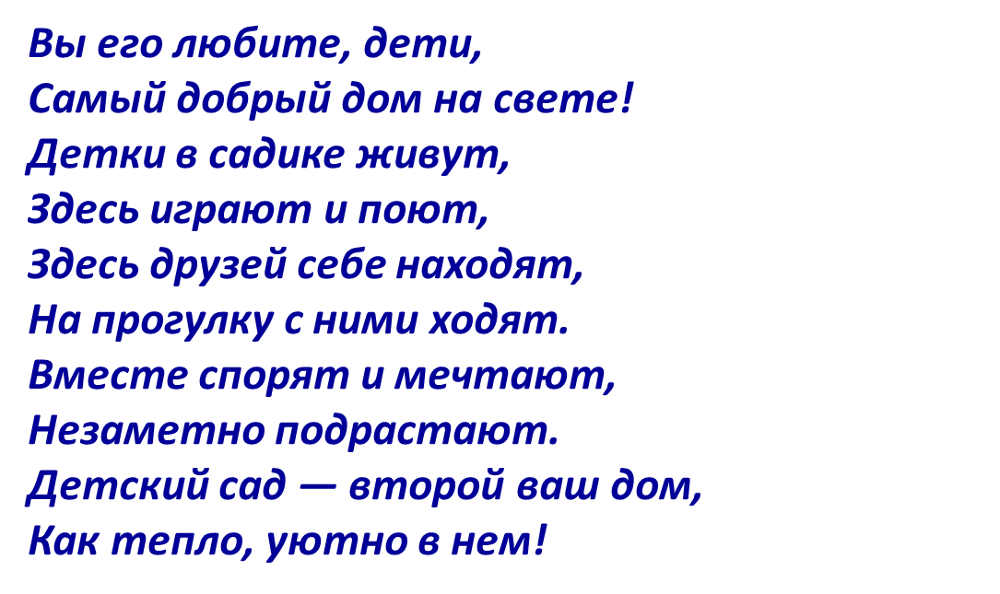 Вы его любите, дети,
Самый добрый дом на свете!
Детки в садике живут,
Здесь играют и поют,
Здесь друзей себе находят,
На прогулку с ними ходят.
Вместе спорят и мечтают,
Незаметно подрастают.
Детский сад — второй ваш дом,
Как тепло, уютно в нем!